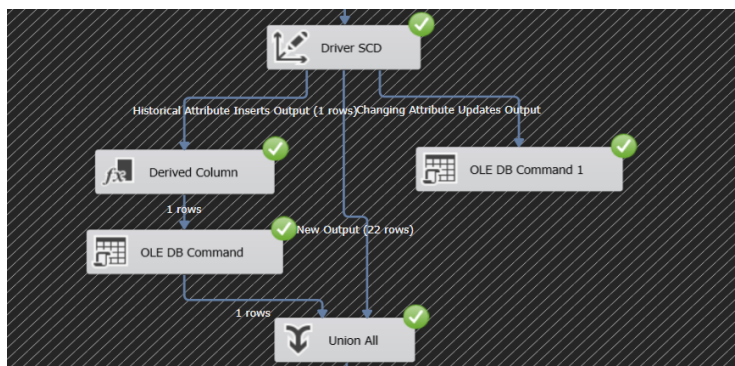 Driver SCD
Historical Attribute Inserts Output (1 rows)
Changing Attribute Updates Output
Derived Column
OLE DB Command 1
1 rows
New Output (22 rows)
OLE DB Command
1 rows
Union All